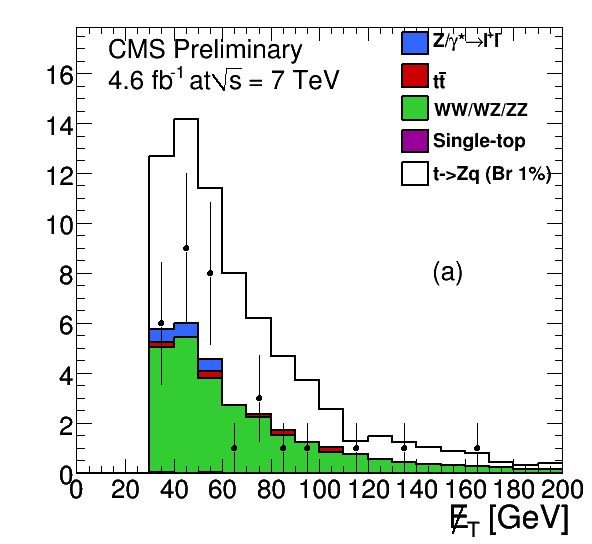 CMS Preliminary
4.6 fb⁻¹ at √s = 7 TeV
Z/γ*→l⁺l⁻
tt̄
WW/WZ/ZZ
Single-top
t->Zq (Br 1%)
(a)
16
14
12
10
8
6
4
2
0
0 20 40 60 80 100 120 140 160 180 200
E̸_T [GeV]